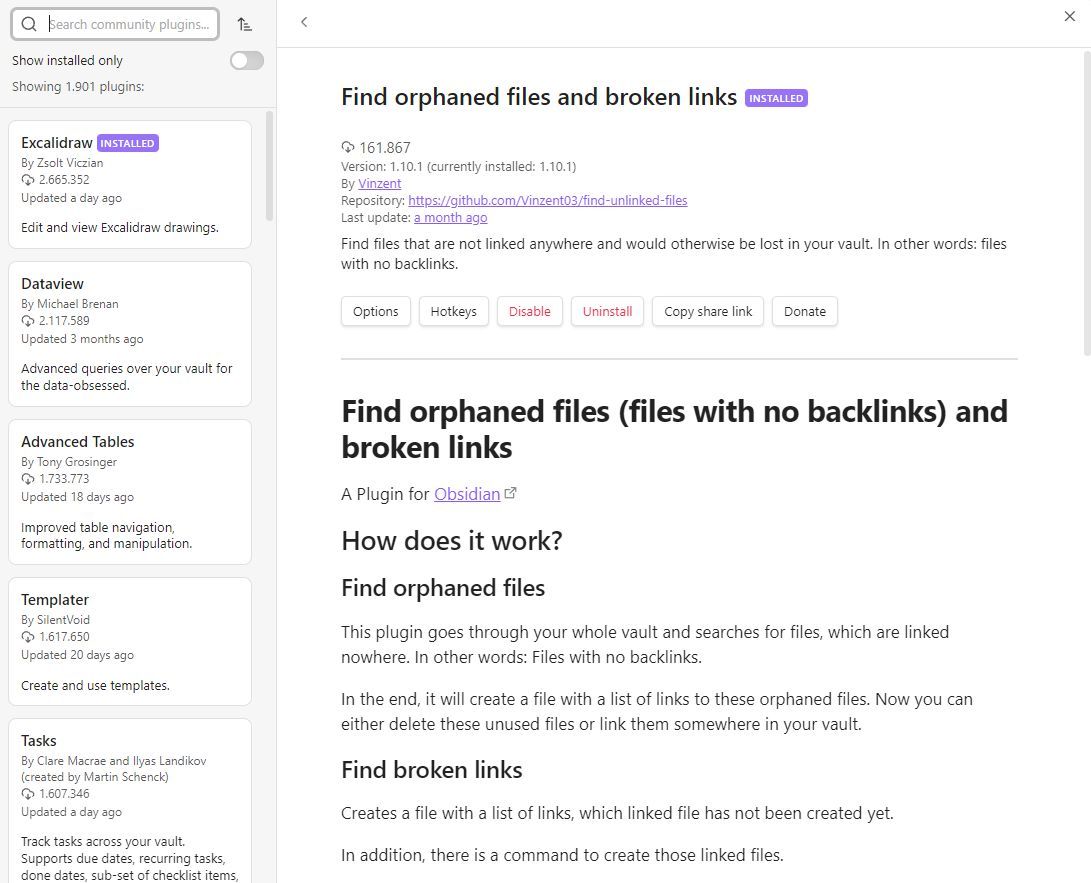 Search community plugins...
Show installed only
Showing 1.901 plugins:
Excalidraw INSTALLED
By Zsolt Viczian
2.665.352
Updated a day ago
Edit and view Excalidraw drawings.
Dataview
By Michael Brenan
2.117.589
Updated 3 months ago
Advanced queries over your vault for
the data-obsessed.
Advanced Tables
By Tony Grosinger
1.733.773
Updated 18 days ago
Improved table navigation,
formatting, and manipulation.
Templater
By SilentVoid
1.617.650
Updated 20 days ago
Create and use templates.
Tasks
By Clare Macrae and Ilyas Landikov
(created by Martin Schenck)
1.607.346
Updated a day ago
Track tasks across your vault.
Supports due dates, recurring tasks,
done dates, sub-set of checklist items,
Find orphaned files and broken links INSTALLED
161.867
Version: 1.10.1 (currently installed: 1.10.1)
By Vinzent
Repository: https://github.com/Vinzent03/find-unlinked-files
Last update: a month ago
Find files that are not linked anywhere and would otherwise be lost in your vault. In other words: files
with no backlinks.
Options Hotkeys Disable Uninstall Copy share link Donate
Find orphaned files (files with no backlinks) and
broken links
A Plugin for Obsidian
How does it work?
Find orphaned files
This plugin goes through your whole vault and searches for files, which are linked
nowhere. In other words: Files with no backlinks.
In the end, it will create a file with a list of links to these orphaned files. Now you can
either delete these unused files or link them somewhere in your vault.
Find broken links
Creates a file with a list of links, which linked file has not been created yet.
In addition, there is a command to create those linked files.